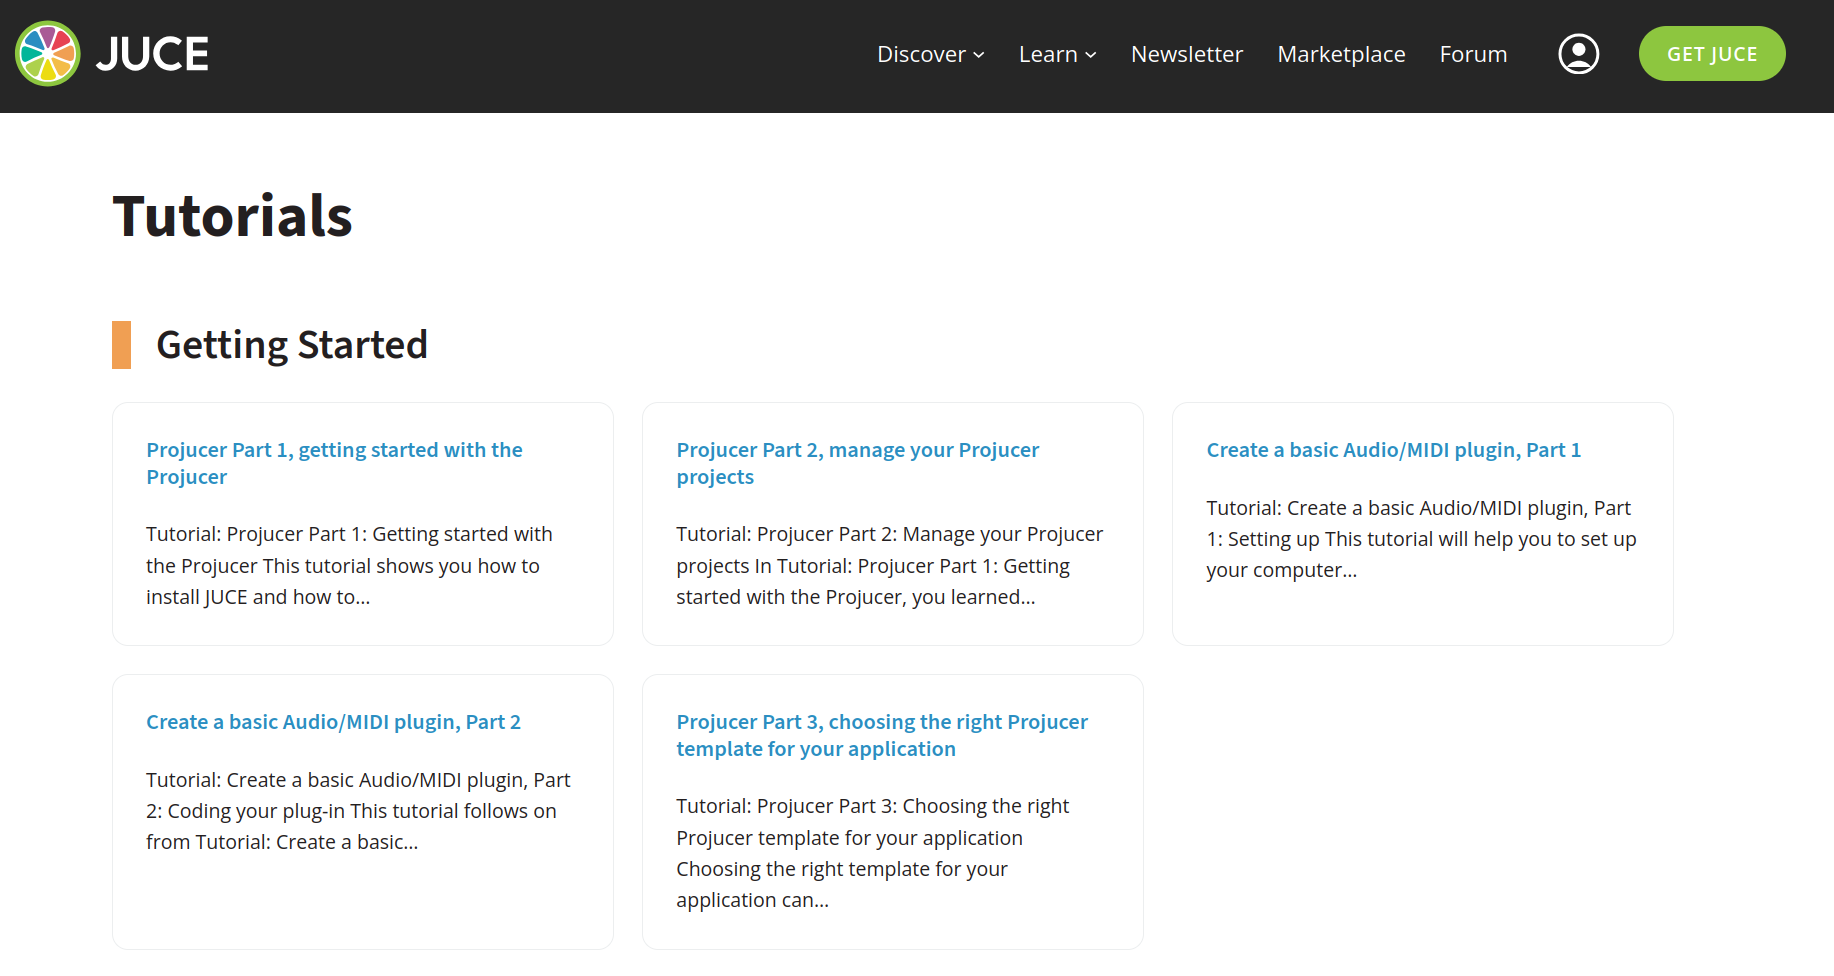 JUCE
Discover
Learn
Newsletter
Marketplace
Forum
GET JUCE
Tutorials
Getting Started
Projucer Part 1, getting started with the
Projucer
Tutorial: Projucer Part 1: Getting started with
the Projucer This tutorial shows you how to
install JUCE and how to...
Projucer Part 2, manage your Projucer
projects
Tutorial: Projucer Part 2: Manage your Projucer
projects In Tutorial: Projucer Part 1: Getting
started with the Projucer, you learned...
Create a basic Audio/MIDI plugin, Part 1
Tutorial: Create a basic Audio/MIDI plugin, Part
1: Setting up This tutorial will help you to set up
your computer...
Create a basic Audio/MIDI plugin, Part 2
Tutorial: Create a basic Audio/MIDI plugin, Part
2: Coding your plug-in This tutorial follows on
from Tutorial: Create a basic...
Projucer Part 3, choosing the right Projucer
template for your application
Tutorial: Projucer Part 3: Choosing the right
Projucer template for your application
Choosing the right template for your
application can...